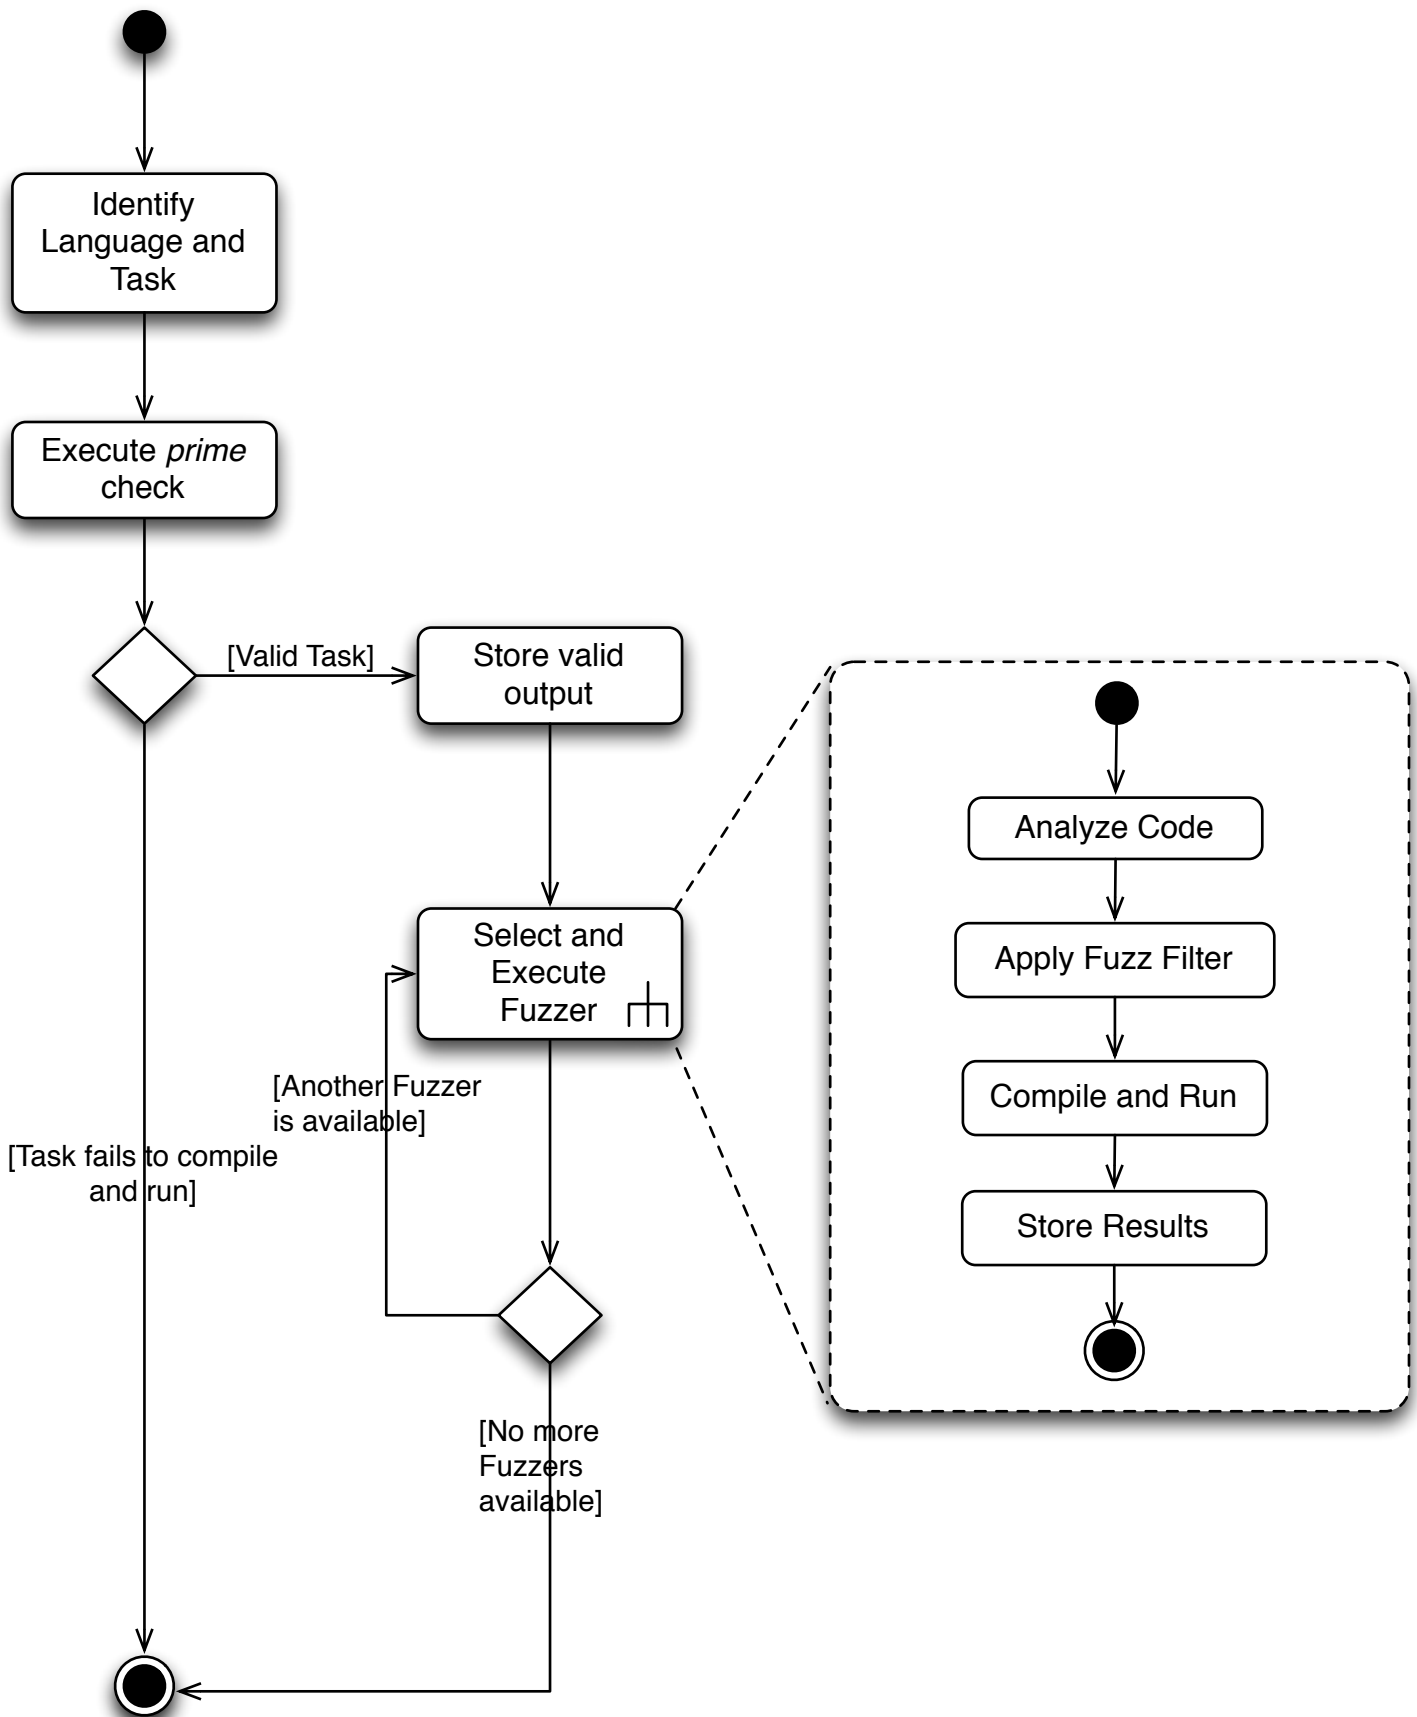 Identify
Language and
Task
Execute prime
check
[Valid Task]
Store valid
output
Select and
Execute
Fuzzer
[Another Fuzzer
is available]
[Task fails to compile
and run]
[No more
Fuzzers
available]
Analyze Code
Apply Fuzz Filter
Compile and Run
Store Results